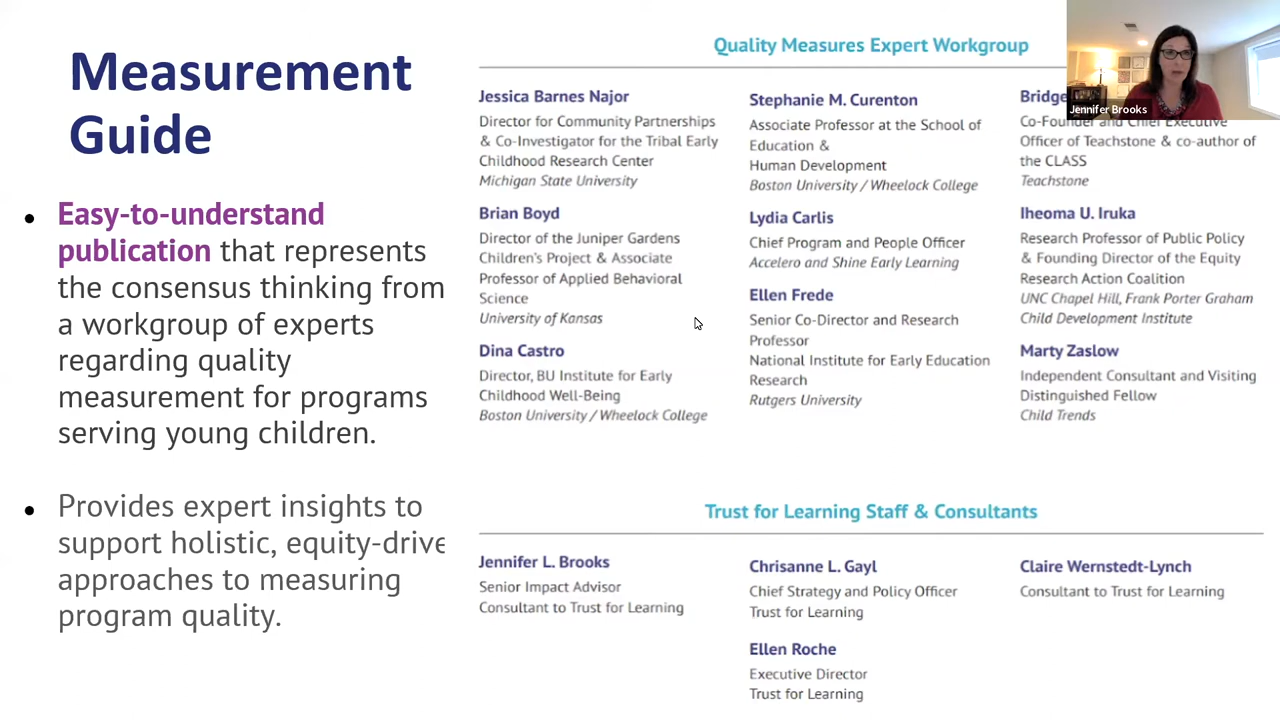 Measurement
Guide
Easy-to-understand
publication that represents
the consensus thinking from
a workgroup of experts
regarding quality
measurement for programs
serving young children.
Provides expert insights to
support holistic, equity-drive
approaches to measuring
program quality.
Quality Measures Expert Workgroup
Jessica Barnes Najor
Director for Community Partnerships
& Co-Investigator for the Tribal Early
Childhood Research Center
Michigan State University
Brian Boyd
Director of the Juniper Gardens
Children's Project & Associate
Professor of Applied Behavioral
Science
University of Kansas
Dina Castro
Director, BU Institute for Early
Childhood Well-Being
Boston University / Wheelock College
Stephanie M. Curenton
Associate Professor at the School of
Education &
Human Development
Boston University / Wheelock College
Lydia Carlis
Chief Program and People Officer
Accelero and Shine Early Learning
Ellen Frede
Senior Co-Director and Research
Professor
National Institute for Early Education
Research
Rutgers University
Bridge
Co-Founder and Chief Executive
Officer of Teachstone & co-author of
the CLASS
Teachstone
Iheoma U. Iruka
Research Professor of Public Policy
& Founding Director of the Equity
Research Action Coalition
UNC Chapel Hill, Frank Porter Graham
Child Development Institute
Marty Zaslow
Independent Consultant and Visiting
Distinguished Fellow
Child Trends
Jennifer Brooks
Trust for Learning Staff & Consultants
Jennifer L. Brooks
Senior Impact Advisor
Consultant to Trust for Learning
Chrisanne L. Gayl
Chief Strategy and Policy Officer
Trust for Learning
Ellen Roche
Executive Director
Trust for Learning
Claire Wernstedt-Lynch
Consultant to Trust for Learning